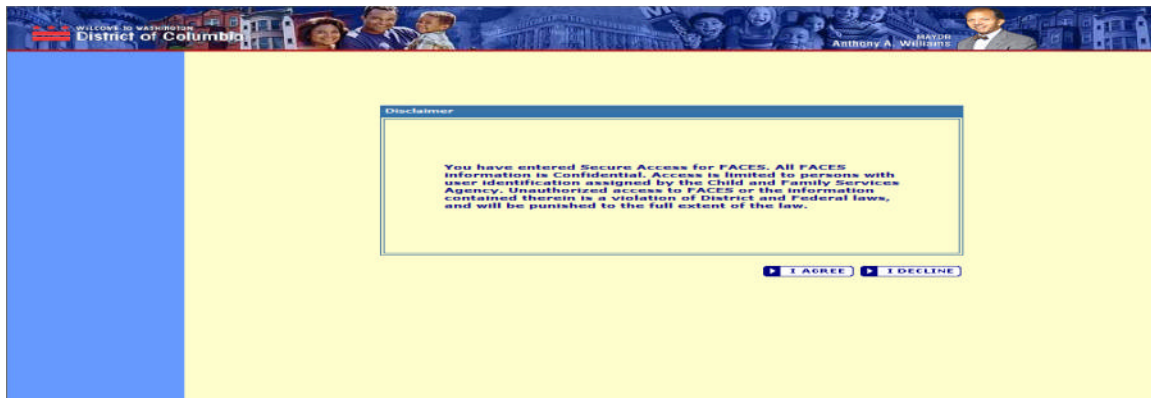 WELCOME TO WASHINGTON
District of Columbia
MAYOR
Anthony A. Williams
Disclaimer
You have entered Secure Access for FACES. All FACES
information is Confidential. Access is limited to persons with
user identification assigned by the Child and Family Services
Agency. Unauthorized access to FACES or the information
contained therein is a violation of District and Federal laws,
and will be punished to the full extent of the law.
I AGREE I DECLINE